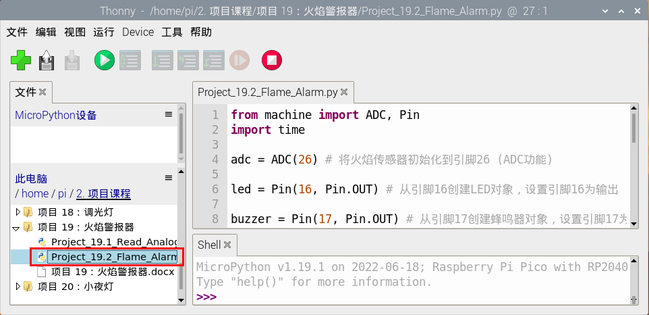 Thonny - /home/pi/2. 项目课程/项目 19：火焰警报器/Project_19.2_Flame_Alarm.py @ 27 : 1
文件 编辑 视图 运行 Device 工具 帮助
文件
MicroPython设备
此电脑
/ home / pi / 2. 项目课程
项目 18：调光灯
项目 19：火焰警报器
Project_19.1_Read_Analog
Project_19.2_Flame_Alarm
项目 19：火焰警报器.docx
项目 20：小夜灯
Project_19.2_Flame_Alarm.py
1 from machine import ADC, Pin
2 import time
3
4 adc = ADC(26) # 将火焰传感器初始化到引脚26 (ADC功能)
5
6 led = Pin(16, Pin.OUT) # 从引脚16创建LED对象，设置引脚16为输出
7
8 buzzer = Pin(17, Pin.OUT) # 从引脚17创建蜂鸣器对象，设置引脚17为
Shell
MicroPython v1.19.1 on 2022-06-18; Raspberry Pi Pico with RP2040
Type "help()" for more information.
>>>